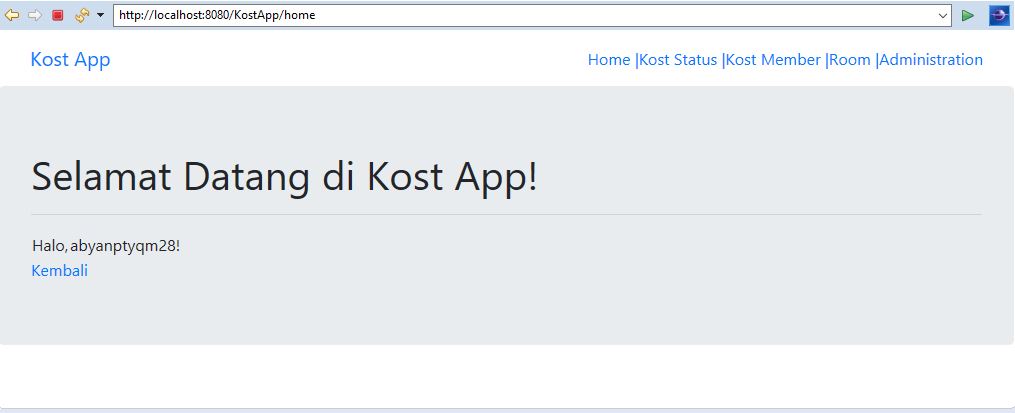 http://localhost:8080/KostApp/home
Kost App
Home |Kost Status |Kost Member |Room |Administration
Selamat Datang di Kost App!
Halo, abyanptyqm28!
Kembali